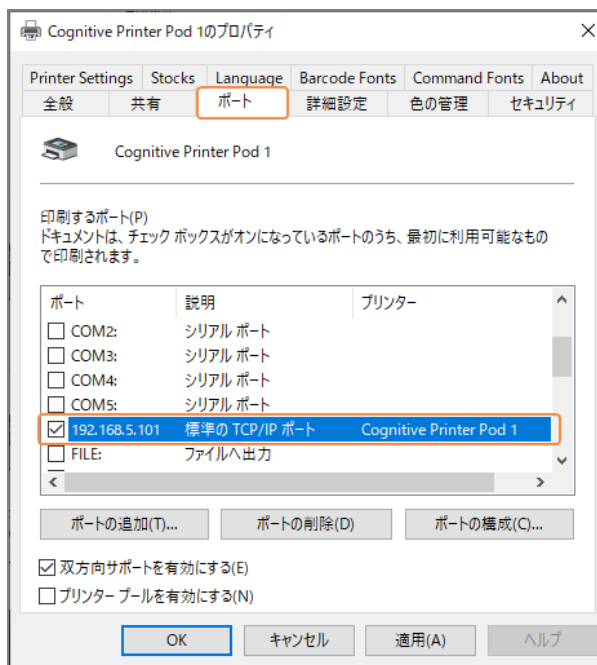 Cognitive Printer Pod 1のプロパティ
Printer Settings Stocks Language Barcode Fonts Command Fonts About
全般 共有 ポート 詳細設定 色の管理 セキュリティ
Cognitive Printer Pod 1
印刷するポート(P)
ドキュメントは、チェック ボックスがオンになっているポートのうち、最初に利用可能なもの
で印刷されます。
ポート 説明 プリンター
COM2: シリアル ポート
COM3: シリアル ポート
COM4: シリアル ポート
COM5: シリアル ポート
192.168.5.101 標準の TCP/IP ポート Cognitive Printer Pod 1
FILE: ファイルへ出力
ポートの追加(T)... ポートの削除(D) ポートの構成(C)...
双方向サポートを有効にする(E)
プリンター プールを有効にする(N)
OK キャンセル 適用(A) ヘルプ